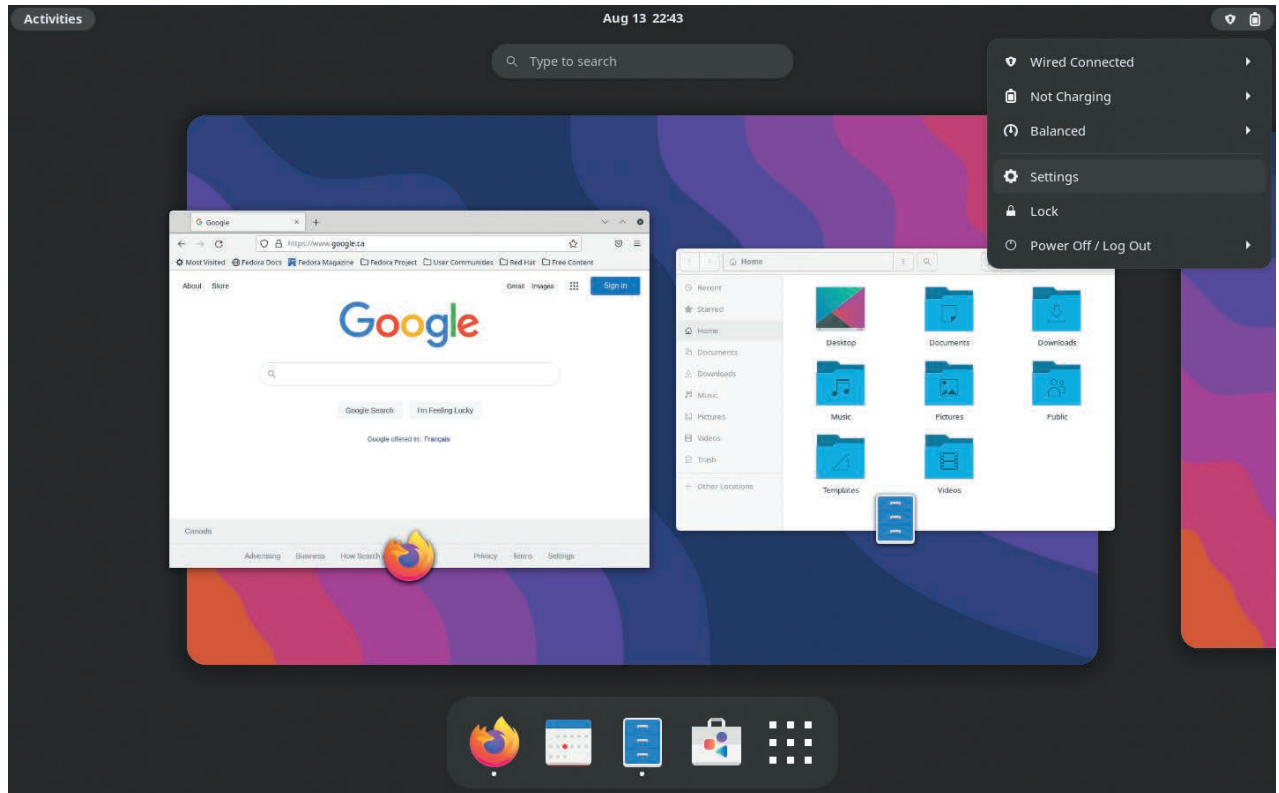 Activities
Aug 13 22:43
Type to search
Wired Connected
Not Charging
Balanced
Settings
Lock
Power Off / Log Out
Google
https://www.google.ca
Most Visited Fedora Docs Fedora Magazine Fedora Project User Communities Red Hat Free Content
About Store
Gmail Images Sign in
Google
Google Search I'm Feeling Lucky
Google offered in: Français
Canada
Advertising Business How Search Privacy Terms Settings
Home
Recent
Starred
Home
Documents
Downloads
Music
Pictures
Videos
Trash
Other Locations
Desktop Documents Downloads
Music Pictures Public
Templates Videos